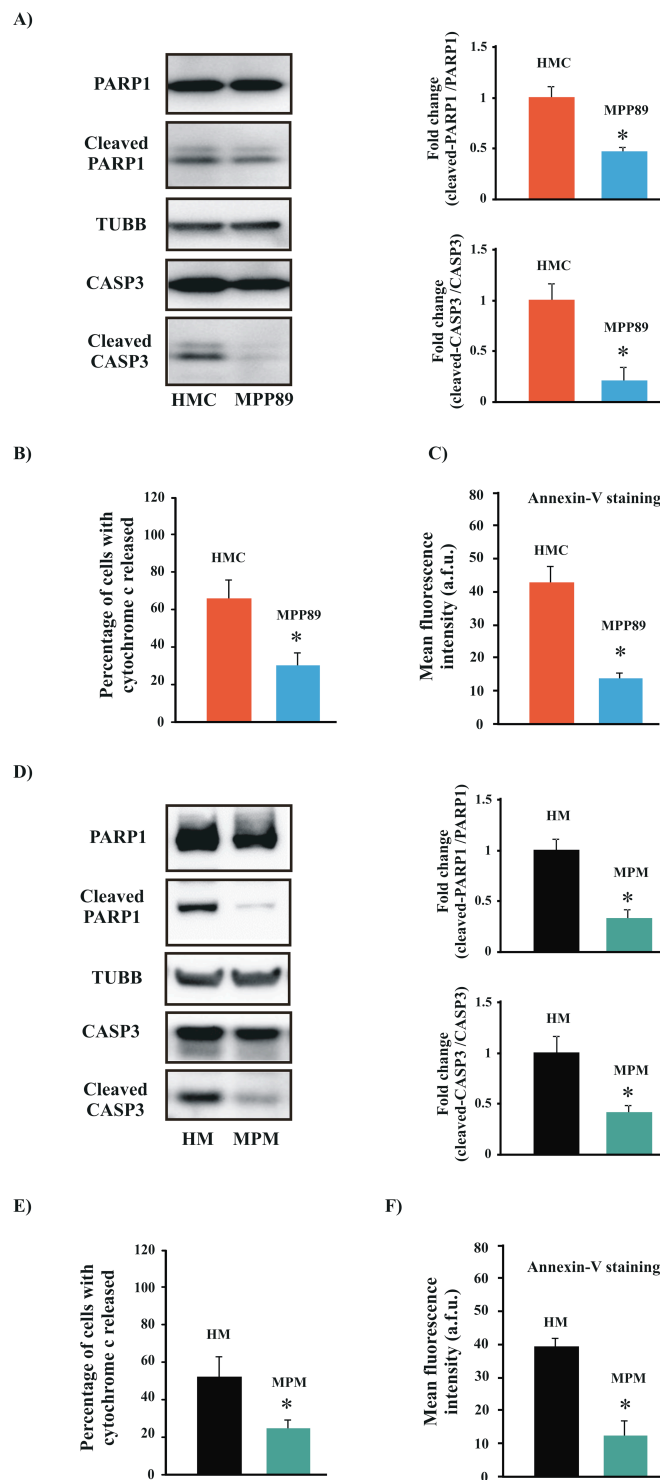 A)
PARP1
Cleaved
PARP1
TUBB
CASP3
Cleaved
CASP3
HMC MPP89
Fold change
(cleaved-PARP1 /PARP1)
1.5
1
0.5
0
HMC
MPP89
*
Fold change
(cleaved-CASP3 /CASP3)
1.5
1
0.5
0
HMC
MPP89
*
B)
Percentage of cells with
cytochrome c released
120
100
80
60
40
20
0
HMC
MPP89
*
C)
Annexin-V staining
Mean fluorescence
intensity (a.f.u.)
80
60
50
40
30
20
10
0
HMC
MPP89
*
D)
PARP1
Cleaved
PARP1
TUBB
CASP3
Cleaved
CASP3
HM MPM
Fold change
(cleaved-PARP1 /PARP1)
1.5
1
0.5
0
HM
MPM
*
Fold change
(cleaved-CASP3 /CASP3)
1.5
1
0.5
0
HM
MPM
*
E)
Percentage of cells with
cytochrome c released
120
100
80
60
40
20
0
HM
MPM
*
F)
Annexin-V staining
Mean fluorescence
intensity (a.f.u.)
80
60
50
40
30
20
10
0
HM
MPM
*